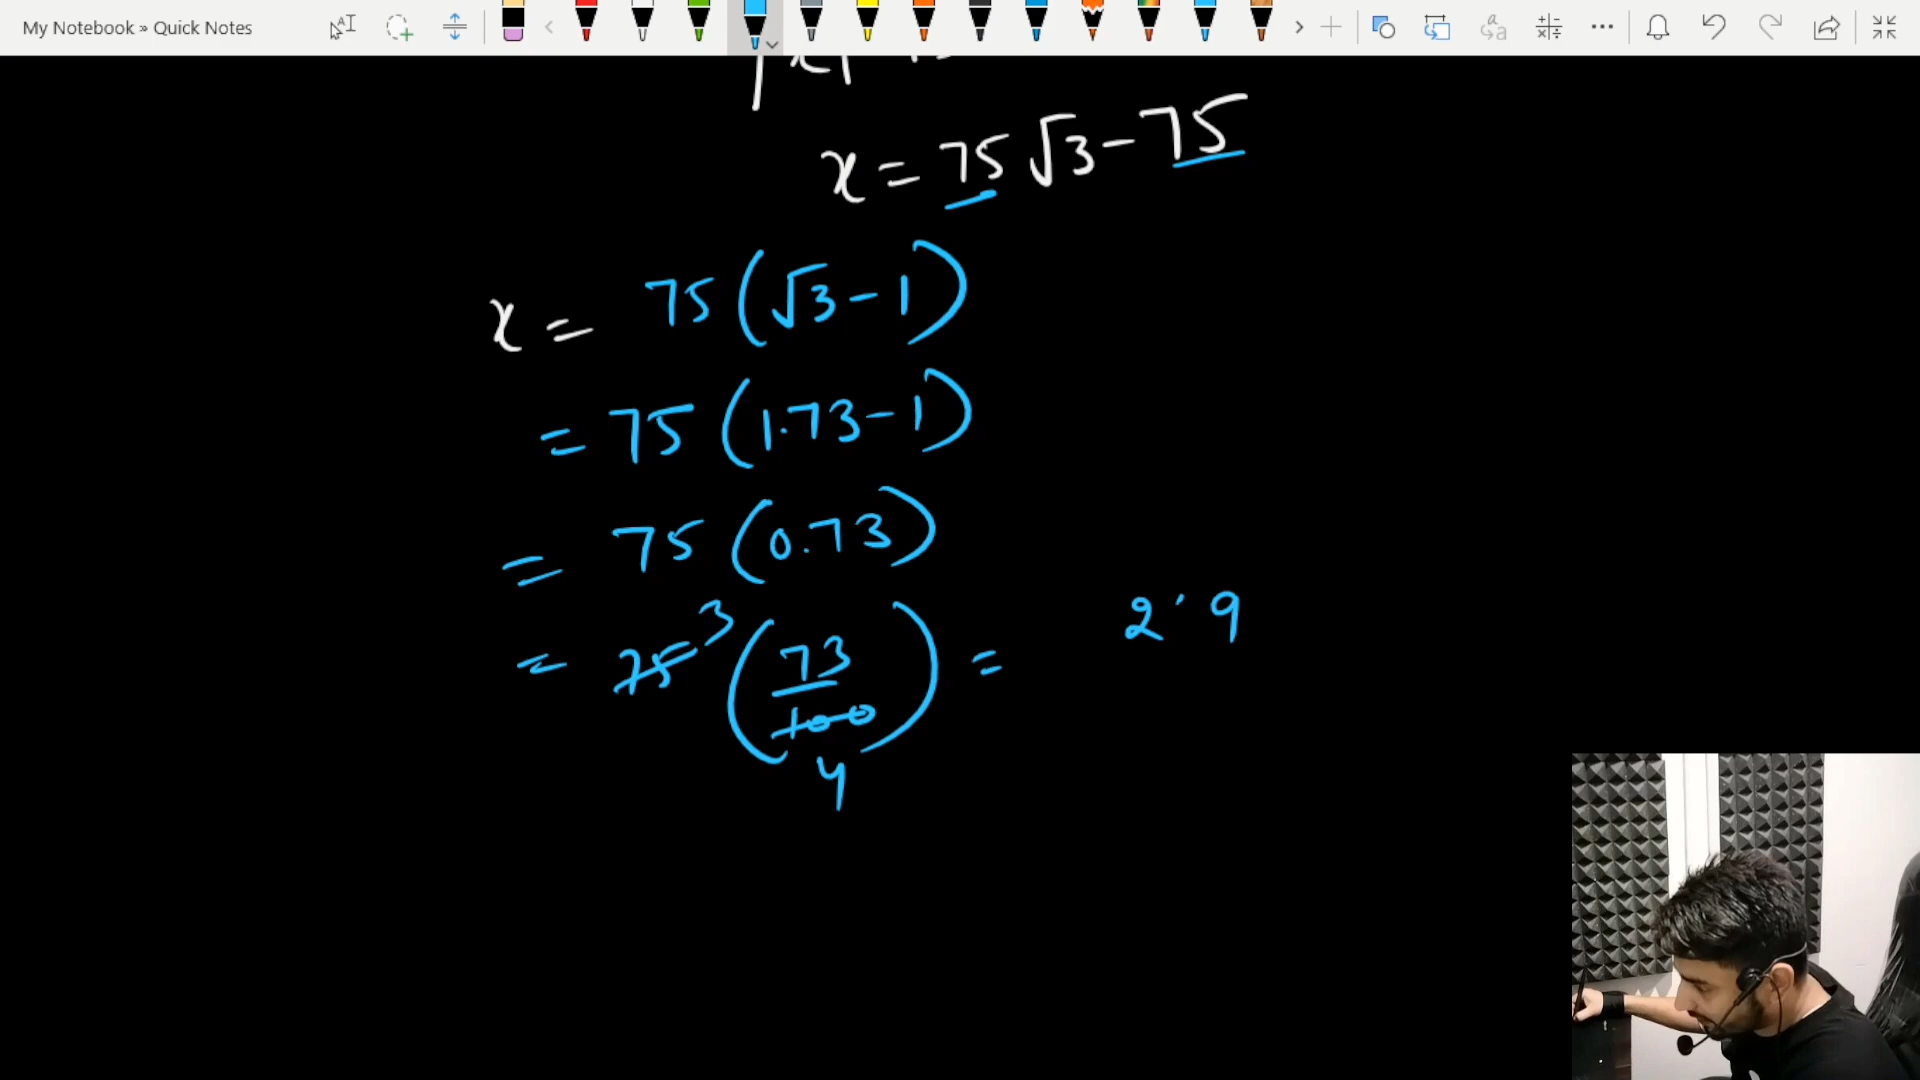 My Notebook » Quick Notes
x = 75 √3 - 75
x = 75 (√3 - 1)
= 75 (1.73 - 1)
= 75 (0.73)
= 75 3 (73/100 4) = 2.9